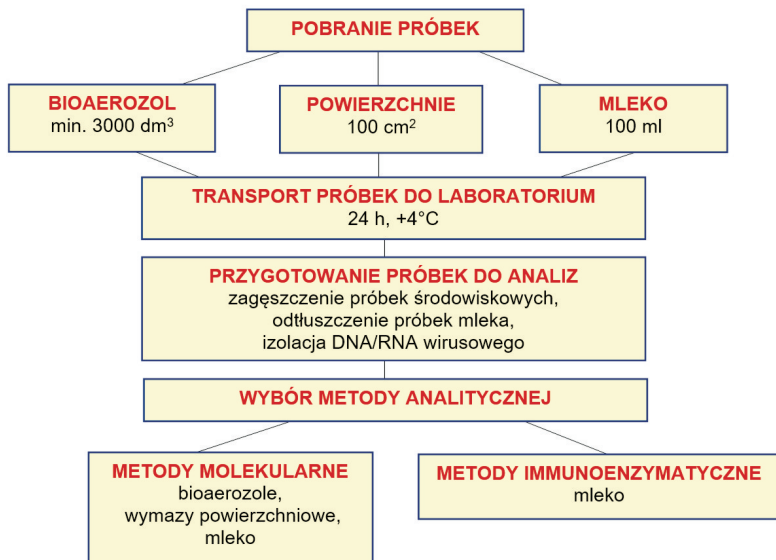 POBRANIE PRÓBEK
BIOAEROZOL
min. 3000 dm³
POWIERZCHNIE
100 cm²
MLEKO
100 ml
TRANSPORT PRÓBEK DO LABORATORIUM
24 h, +4°C
PRZYGOTOWANIE PRÓBEK DO ANALIZ
zagęszczenie próbek środowiskowych,
odtłuszczenie próbek mleka,
izolacja DNA/RNA wirusowego
WYBÓR METODY ANALITYCZNEJ
METODY MOLEKULARNE
bioaerozole,
wymazy powierzchniowe,
mleko
METODY IMMUNOENZYMATYCZNE
mleko